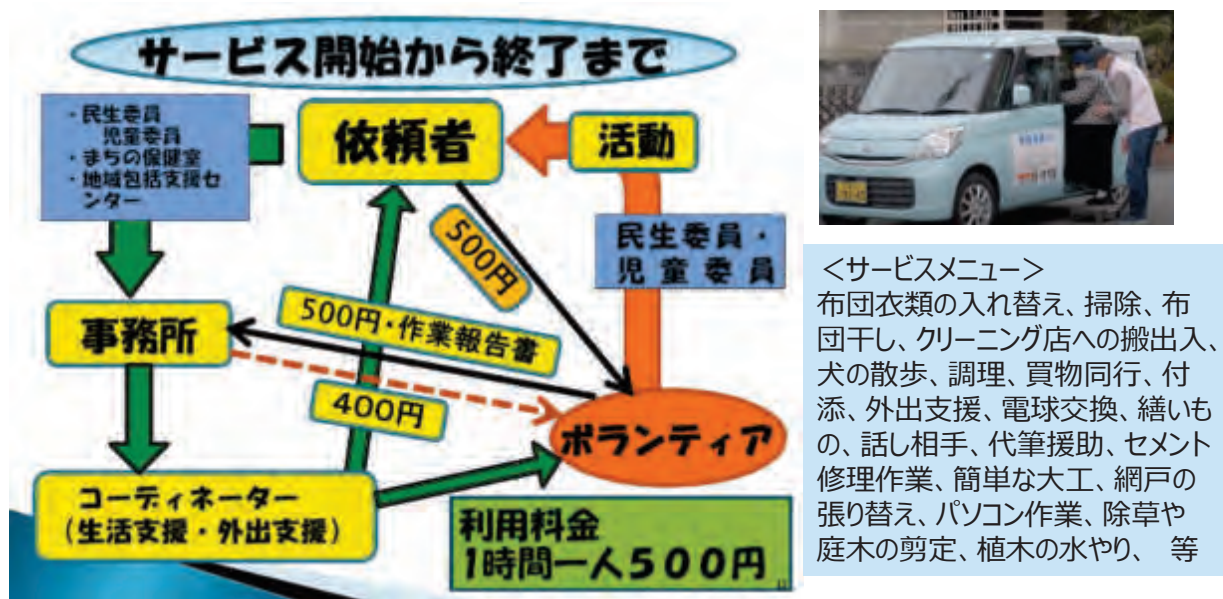 サービス開始から終了まで
・民生委員
児童委員
・まちの保健室
・地域包括支援セ
ンター
依頼者
活動
民生委員・
児童委員
500円
事務所
500円・作業報告書
400円
ボランティア
コーディネーター
(生活支援・外出支援)
利用料金
1時間一人500円
＜サービスメニュー＞
布団衣類の入れ替え、掃除、布
団干し、クリーニング店への搬出入、
犬の散歩、調理、買物同行、付
添、外出支援、電球交換、繕いも
の、話し相手、代筆援助、セメント
修理作業、簡単な大工、網戸の
張り替え、パソコン作業、除草や
庭木の剪定、植木の水やり、　等